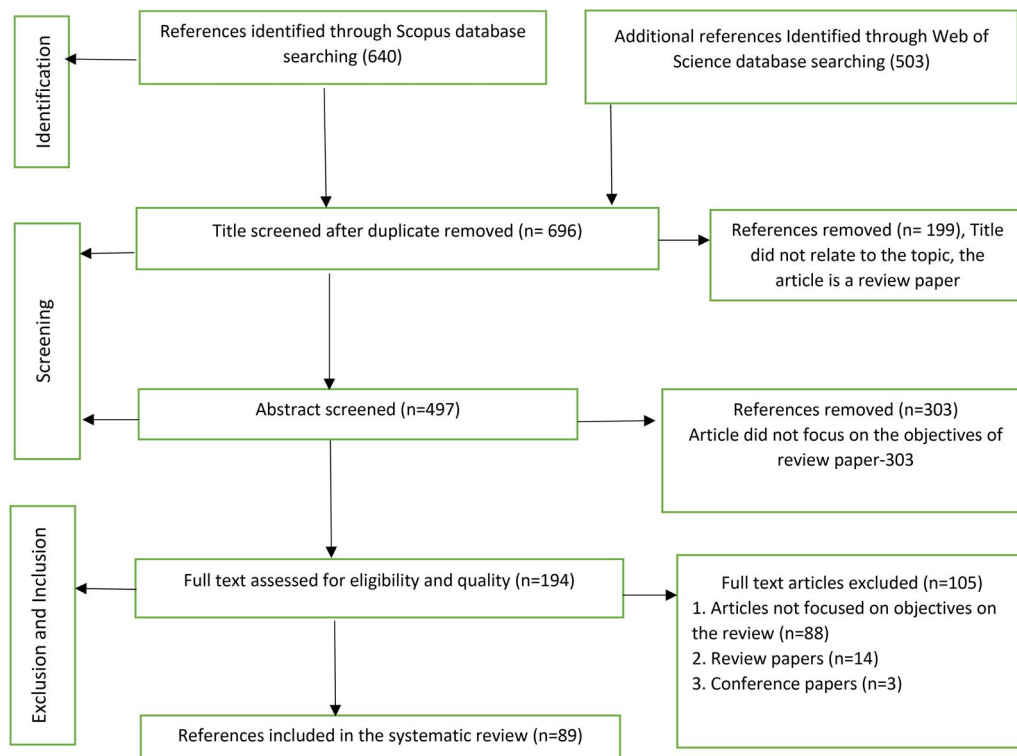 Identification
References identified through Scopus database
searching (640)
Additional references Identified through Web of
Science database searching (503)
Screening
Title screened after duplicate removed (n= 696)
References removed (n= 199), Title
did not relate to the topic, the
article is a review paper
Abstract screened (n=497)
References removed (n=303)
Article did not focus on the objectives of
review paper-303
Exclusion and Inclusion
Full text assessed for eligibility and quality (n=194)
Full text articles excluded (n=105)
1. Articles not focused on objectives on
the review (n=88)
2. Review papers (n=14)
3. Conference papers (n=3)
References included in the systematic review (n=89)